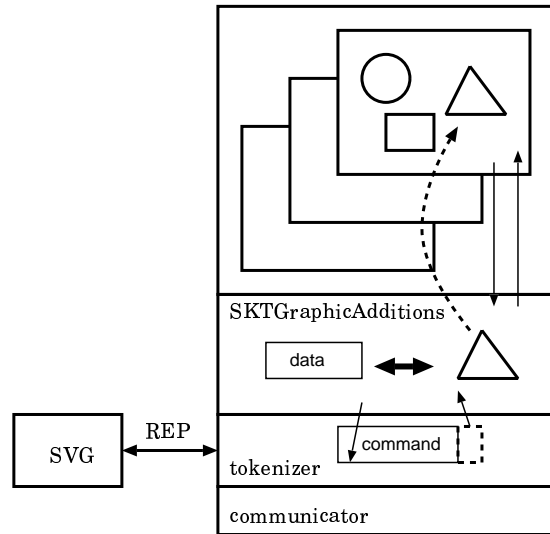 SKTGraphicAdditions
data
REP
SVG
command
tokenizer
communicator